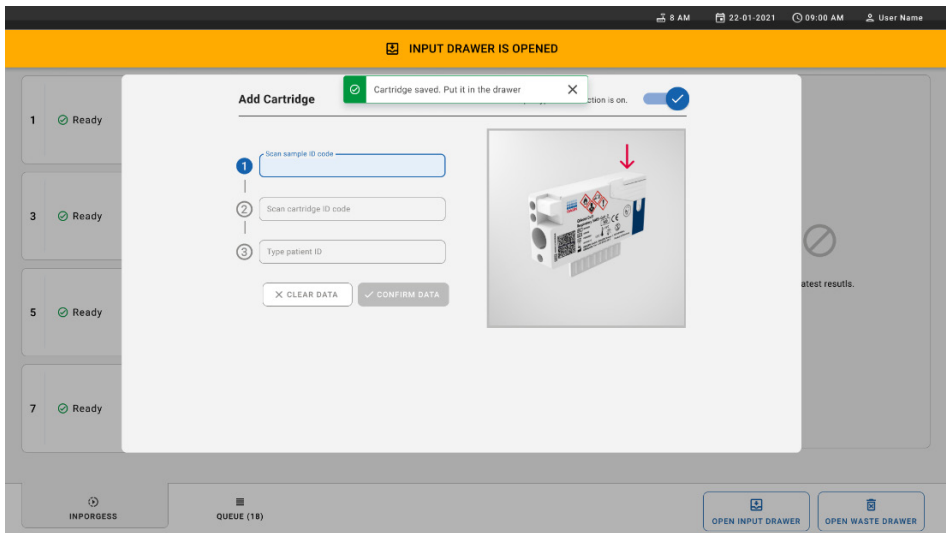 8 AM
22-01-2021
09:00 AM
User Name
INPUT DRAWER IS OPENED
Cartridge saved. Put it in the drawer
Add Cartridge
ction is on.
1 Ready
Scan sample ID code
1
2 Scan cartridge ID code
3 Type patient ID
CLEAR DATA
CONFIRM DATA
3 Ready
5 Ready
7 Ready
atest resutls.
INPORGESS
QUEUE (18)
OPEN INPUT DRAWER
OPEN WASTE DRAWER